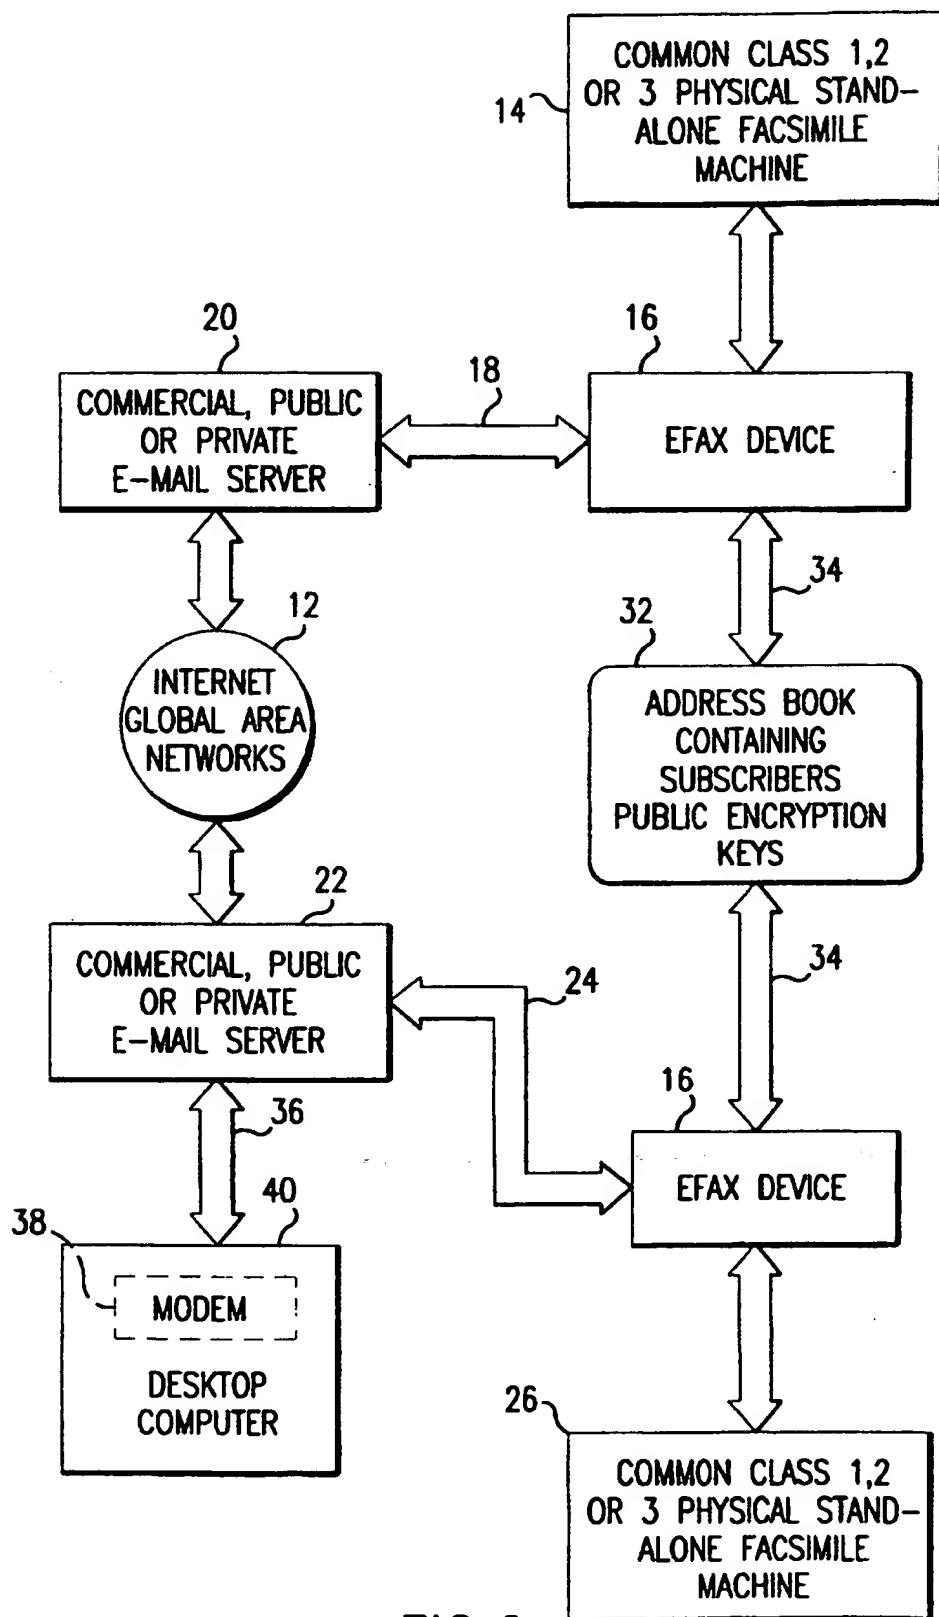 COMMON CLASS 1,2
OR 3 PHYSICAL STAND-
ALONE FACSIMILE
MACHINE
14
20
COMMERCIAL, PUBLIC
OR PRIVATE
E-MAIL SERVER
18
16
EFAX DEVICE
34
12
INTERNET
GLOBAL AREA
NETWORKS
32
ADDRESS BOOK
CONTAINING
SUBSCRIBERS
PUBLIC ENCRYPTION
KEYS
34
22
COMMERCIAL, PUBLIC
OR PRIVATE
E-MAIL SERVER
24
16
EFAX DEVICE
36
40
38
MODEM
DESKTOP
COMPUTER
26
COMMON CLASS 1,2
OR 3 PHYSICAL STAND-
ALONE FACSIMILE
MACHINE